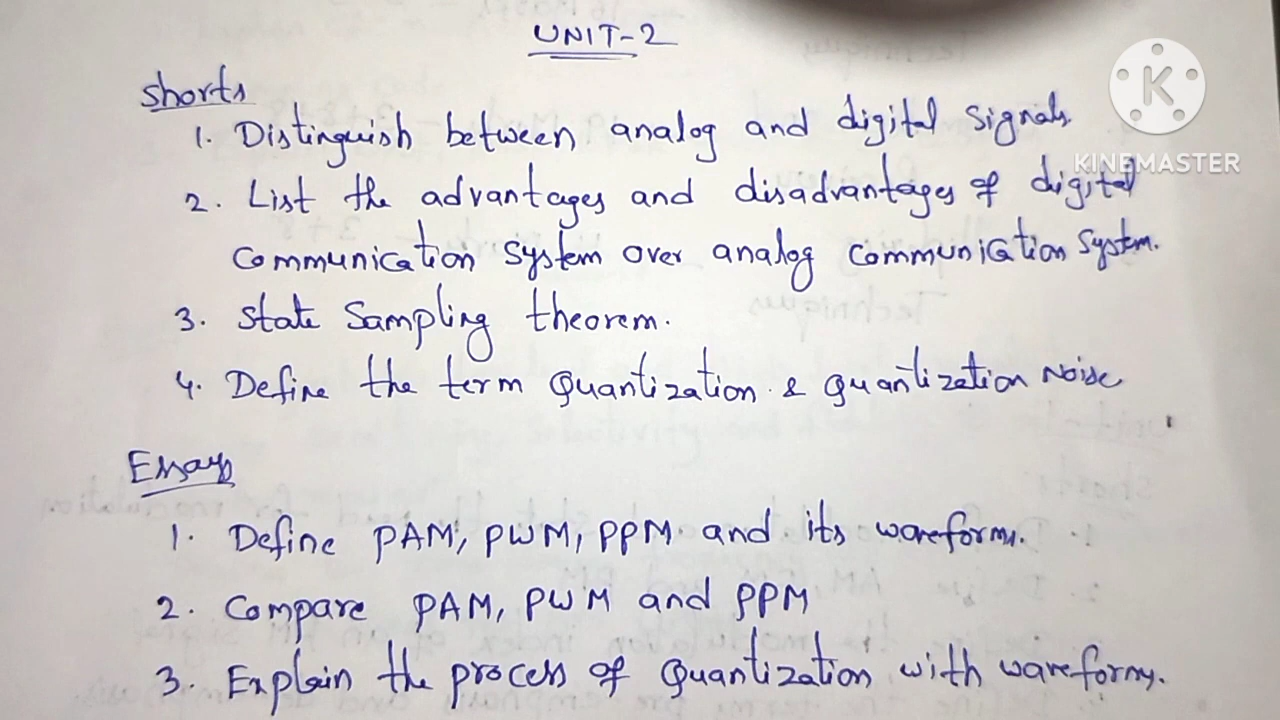 UNIT-2
Shorts
1. Distinguish between analog and digital signals.
2. List the advantages and disadvantages of digital
communication system over analog communication system.
3. State Sampling theorem.
4. Define the term Quantization & Quantization Noise
Essays
1. Define PAM, PWM, PPM and its waveforms.
2. Compare PAM, PWM and PPM
3. Explain the process of Quantization with waveforms.
K
KINEMASTER